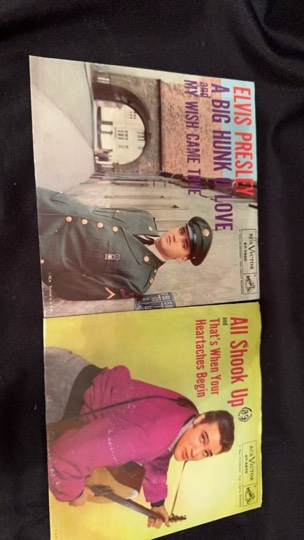 ELVIS PRESLEY
A BIG HUNK O' LOVE
and
MY WISH CAME TRUE
RCA VICTOR
All Shook Up
and
That's When Your
Heartaches Begin
RCA VICTOR